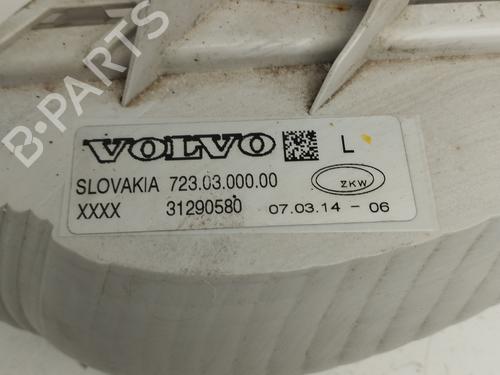 B-PARTS
VOLVO L
SLOVAKIA 723.03.000.00 ZKW
XXXX 31290580 07.03.14 - 06